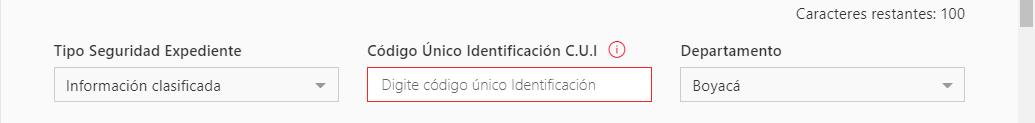 Caracteres restantes: 100
Tipo Seguridad Expediente
Código Único Identificación C.U.I
Departamento
Información clasificada
Digite código único Identificación
Boyacá